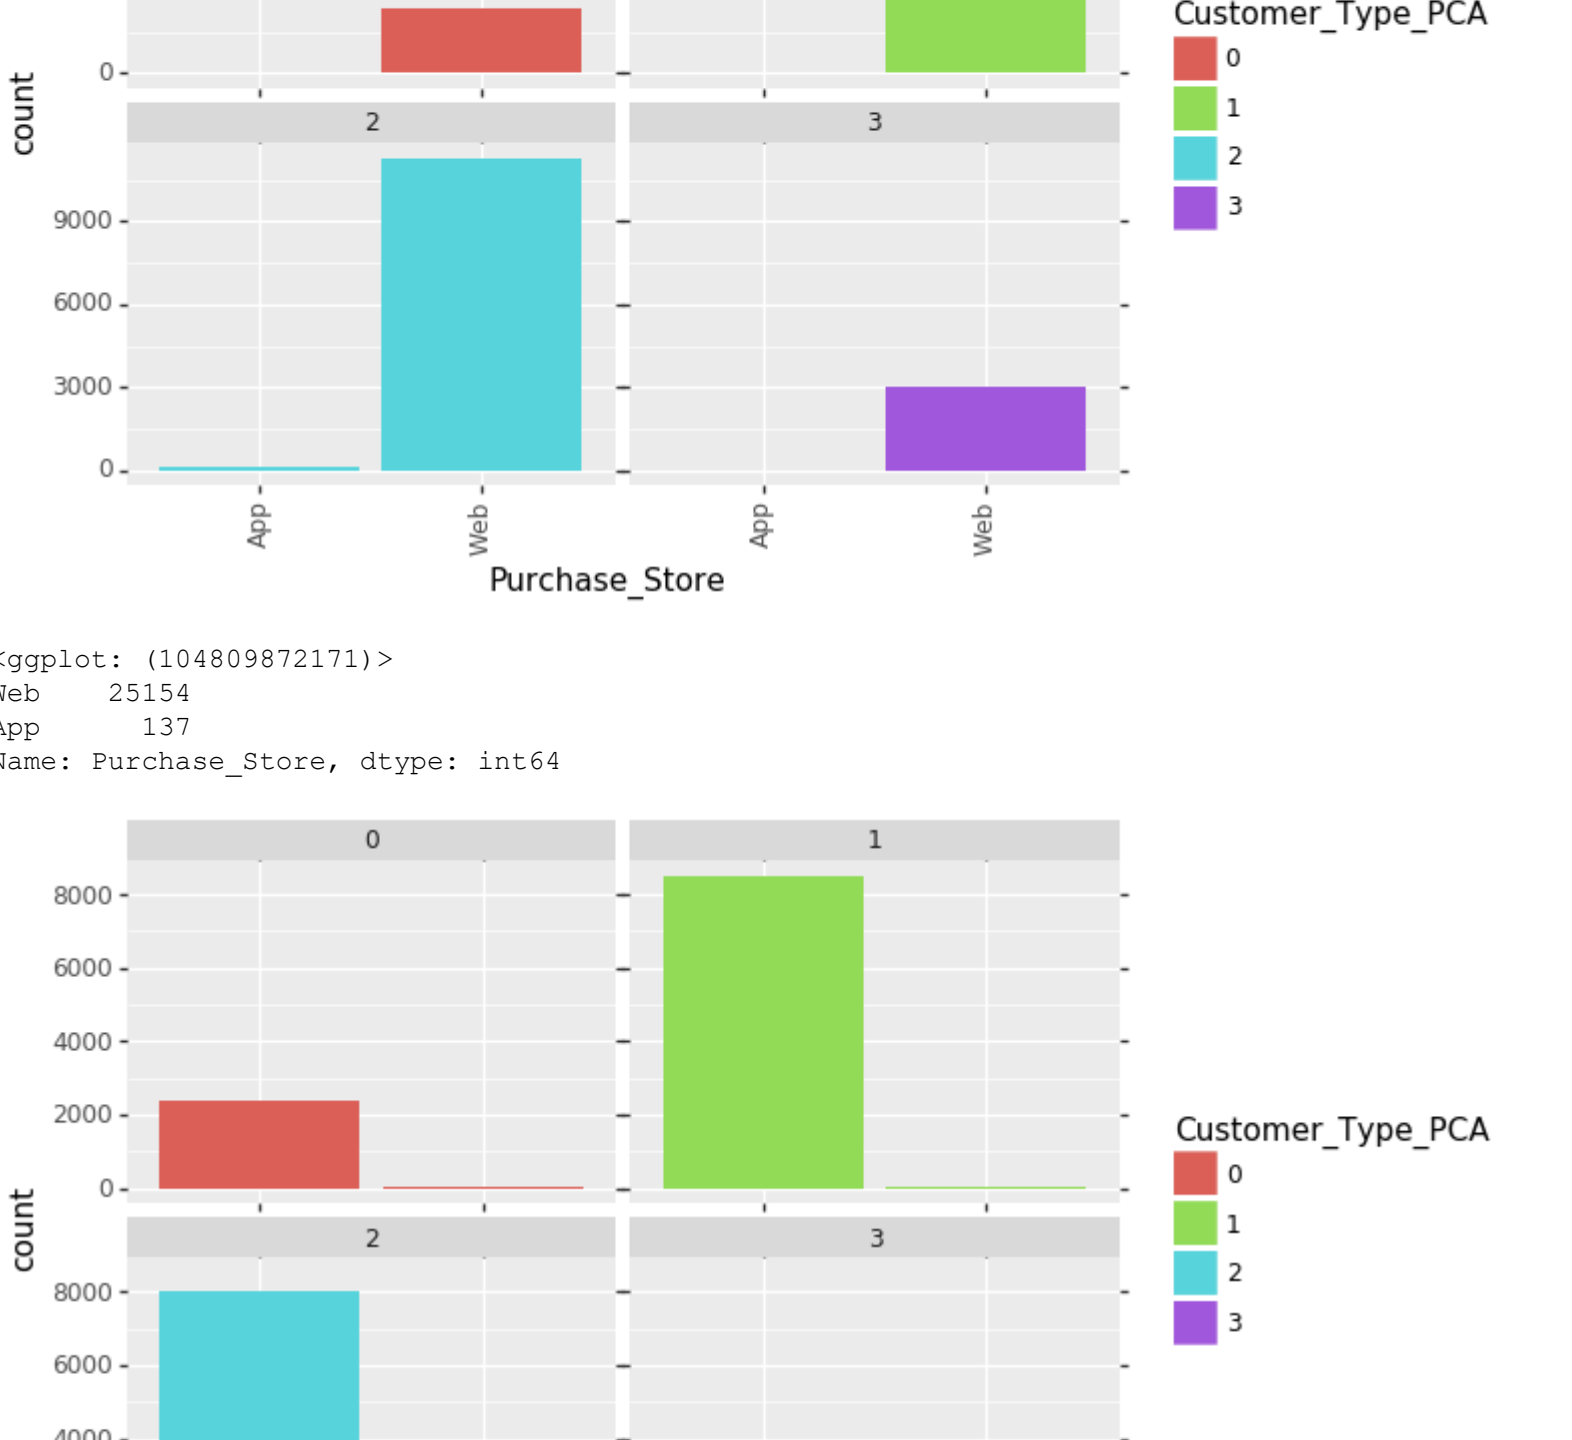 Customer_Type_PCA
0
1
2
3
0
count
2
3
9000
6000
3000
0
App
Web
App
Web
Purchase_Store
<ggplot: (104809872171)>
Web    25154
App      137
Name: Purchase_Store, dtype: int64
0
1
8000
6000
4000
2000
0
count
Customer_Type_PCA
0
1
2
3
2
3
8000
6000
4000